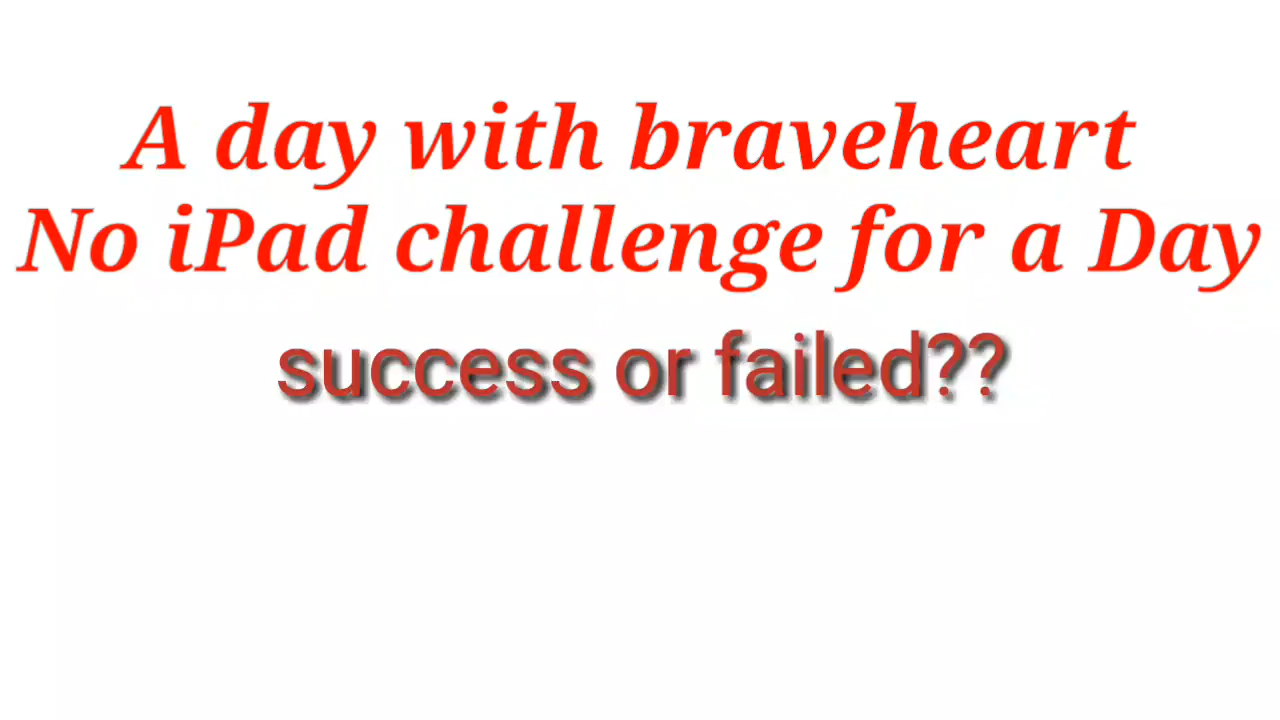 A day with braveheart
No iPad challenge for a Day
success or failed??